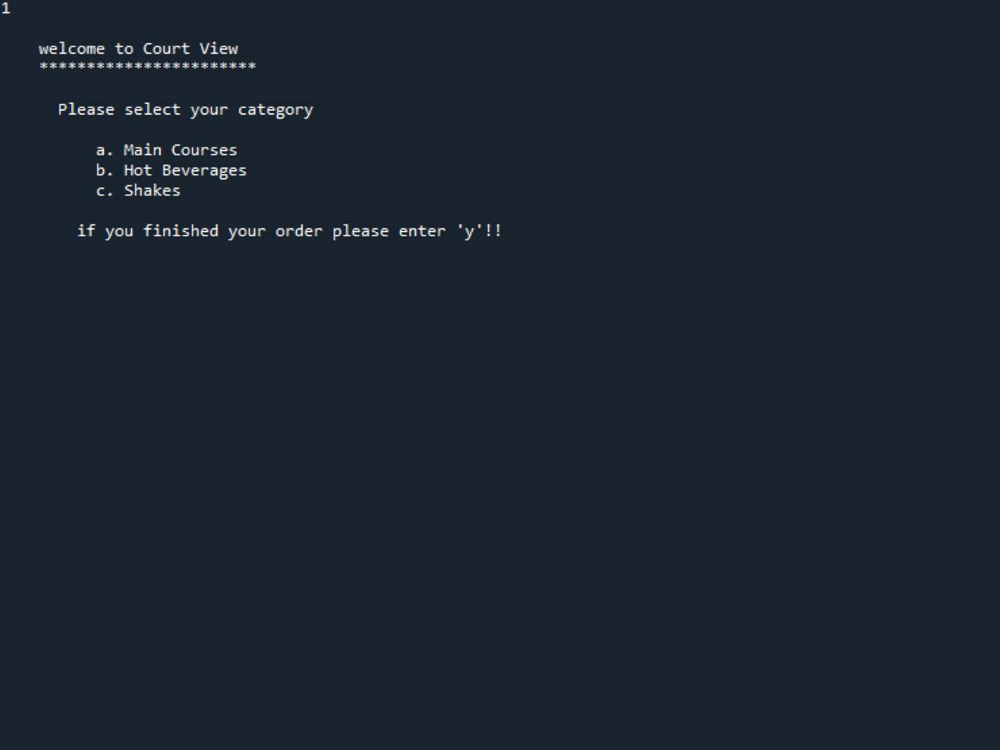 1
welcome to Court View
***********************
Please select your category
a. Main Courses
b. Hot Beverages
c. Shakes
if you finished your order please enter 'y'!!